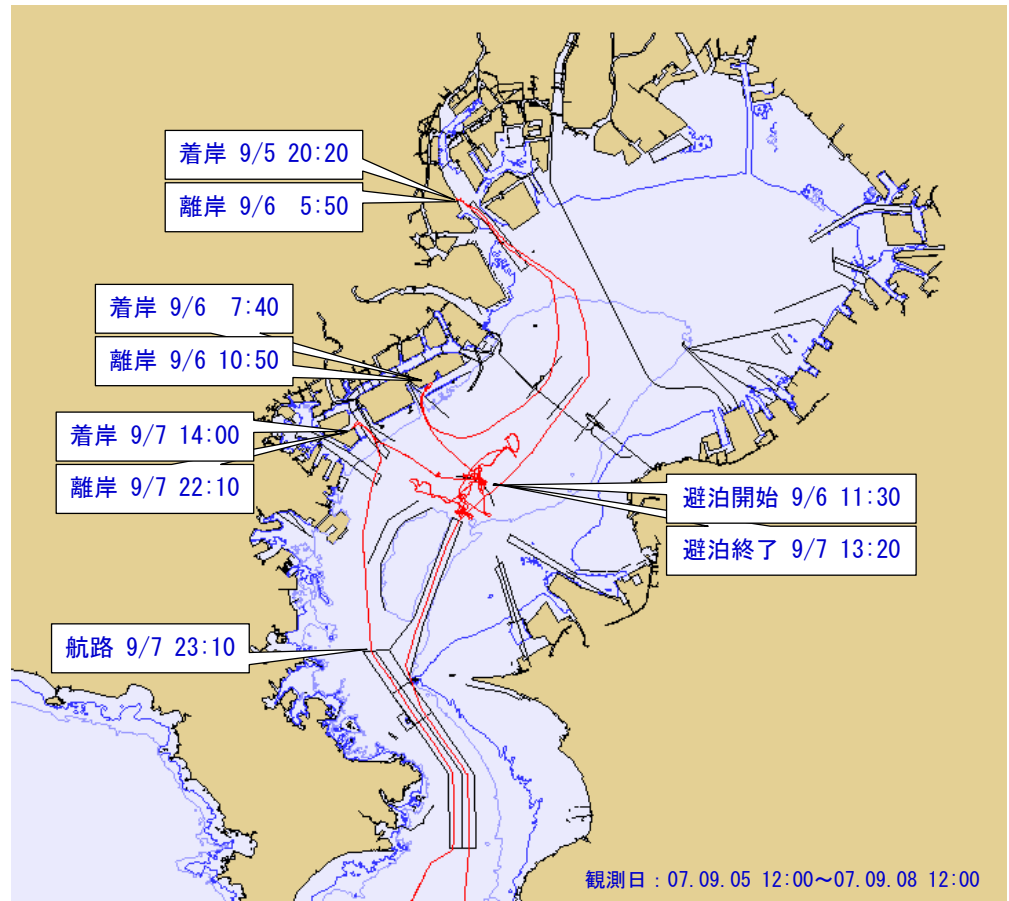 着岸 9/5 20:20
離岸 9/6 5:50
着岸 9/6 7:40
離岸 9/6 10:50
着岸 9/7 14:00
離岸 9/7 22:10
避泊開始 9/6 11:30
避泊終了 9/7 13:20
航路 9/7 23:10
観測日：07.09.05 12:00～07.09.08 12:00